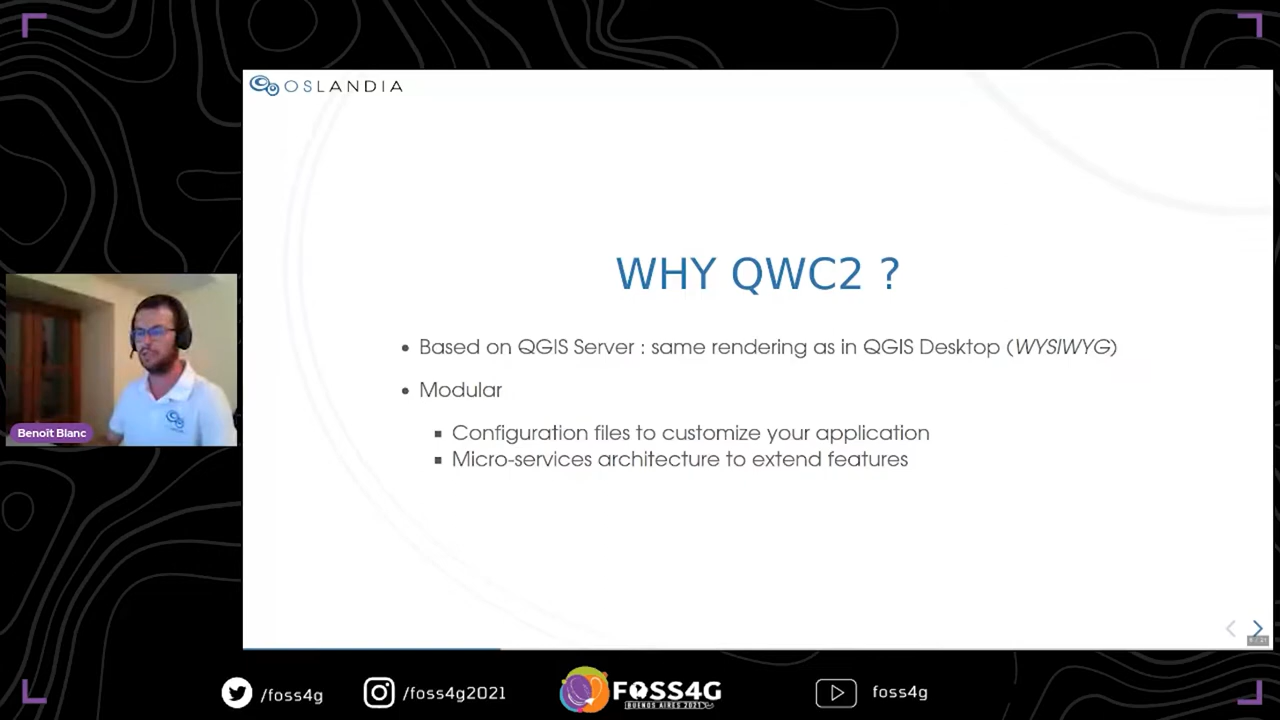 OSLANDIA
WHY QWC2 ?
Based on QGIS Server : same rendering as in QGIS Desktop (WYSIWYG)
Modular
Configuration files to customize your application
Micro-services architecture to extend features
Benoît Blanc
/foss4g
/foss4g2021
FOSS4G
BUENOS AIRES 2021
foss4g